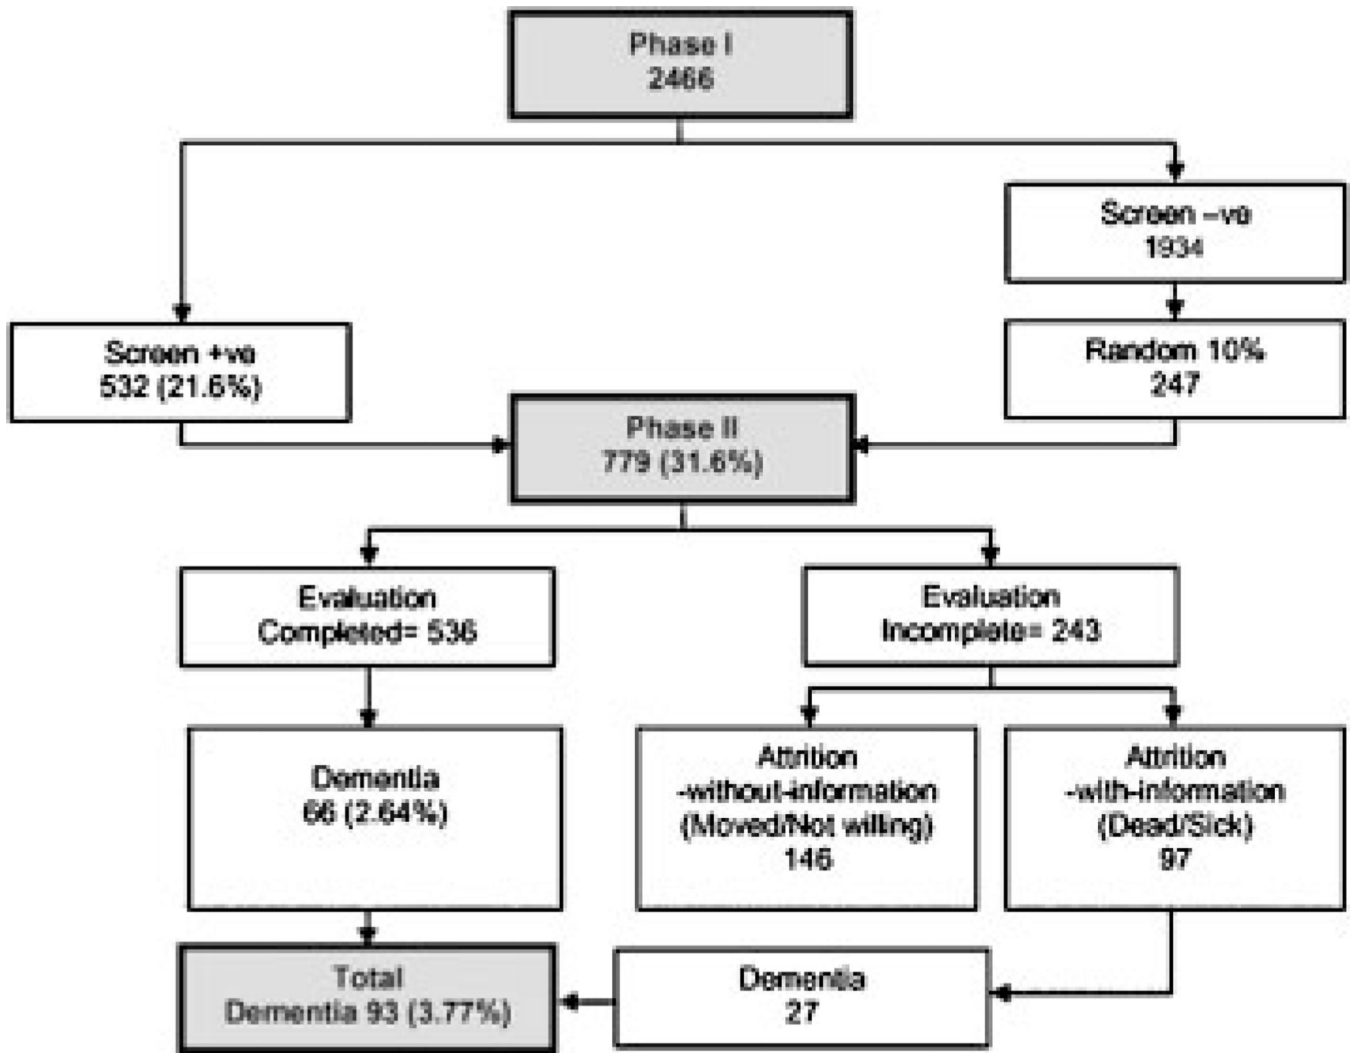 Phase I
2466
Screen –ve
1934
Screen +ve
532 (21.6%)
Random 10%
247
Phase II
779 (31.6%)
Evaluation
Completed= 536
Evaluation
Incomplete= 243
Dementia
66 (2.64%)
Attrition
-without-information
(Moved/Not willing)
146
Attrition
-with-information
(Dead/Sick)
97
Total
Dementia 93 (3.77%)
Dementia
27